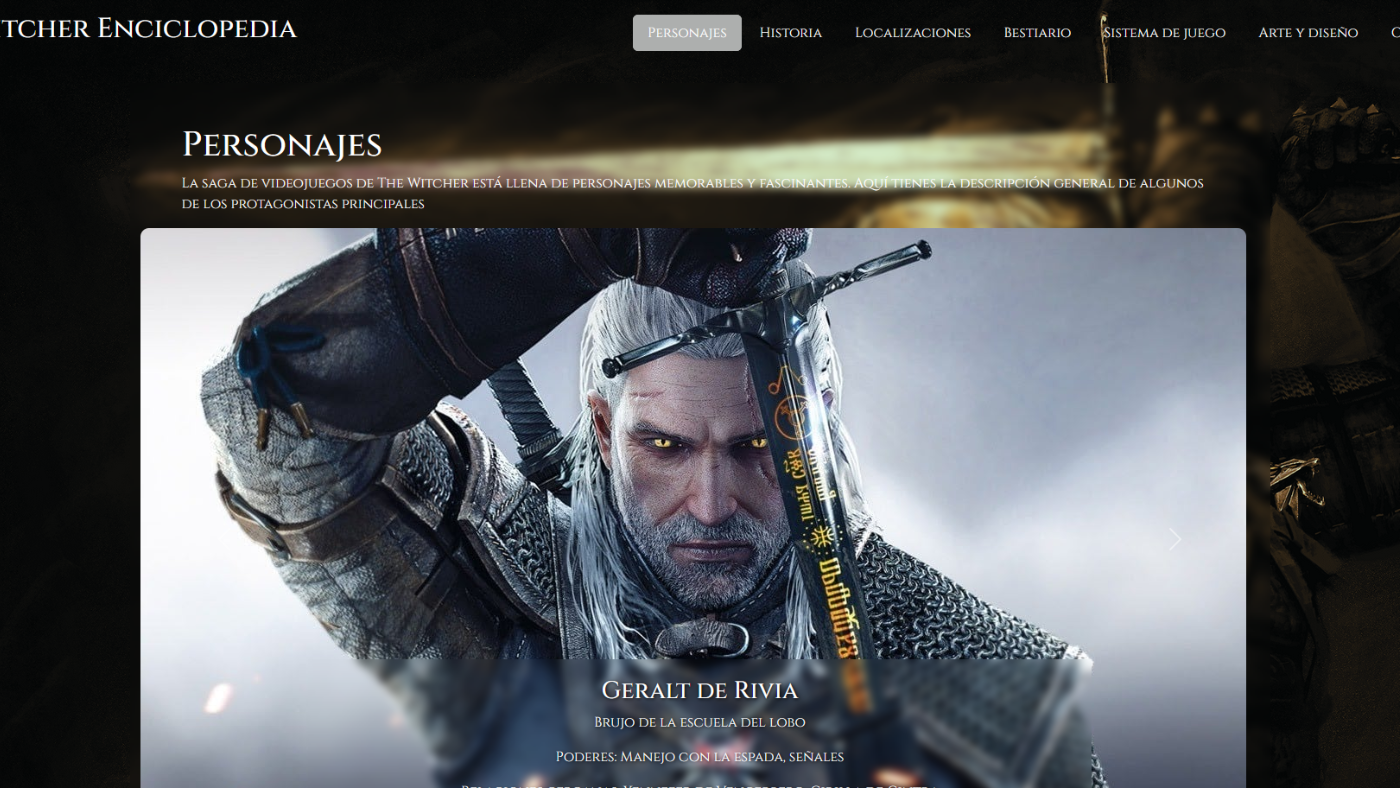 TCHER ENCICLOPEDIA
PERSONAJES
HISTORIA
LOCALIZACIONES
BESTIARIO
SISTEMA DE JUEGO
ARTE Y DISEÑO
PERSONAJES
LA SAGA DE VIDEOJUEGOS DE THE WITCHER ESTÁ LLENA DE PERSONAJES MEMORABLES Y FASCINANTES. AQUÍ TIENES LA DESCRIPCIÓN GENERAL DE ALGUNOS
DE LOS PROTAGONISTAS PRINCIPALES
GERALT DE RIVIA
BRUJO DE LA ESCUELA DEL LOBO
PODERES: MANEJO CON LA ESPADA, SEÑALES